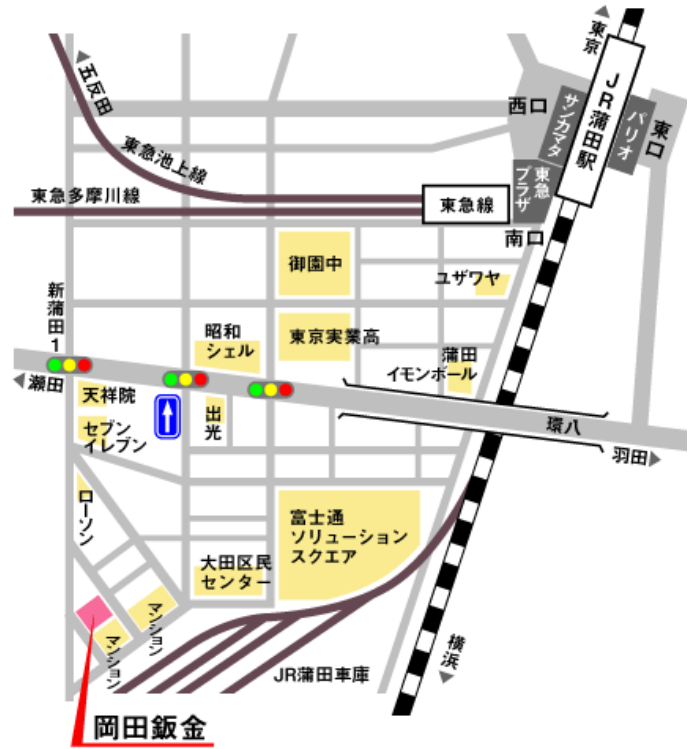 東京
JR蒲田駅
サンカマタ
パリオ
西口
東口
五反田
東急池上線
東急多摩川線
東急線
東急
プラザ
南口
御園中
ユザワヤ
新蒲田1
昭和
シェル
東京実業高
蒲田
イモンボール
瀬田
天祥院
セブン
イレブン
出光
環八
羽田
ローソン
富士通
ソリューション
スクエア
大田区民
センター
マンション
マンション
横浜
JR蒲田車庫
岡田鈑金